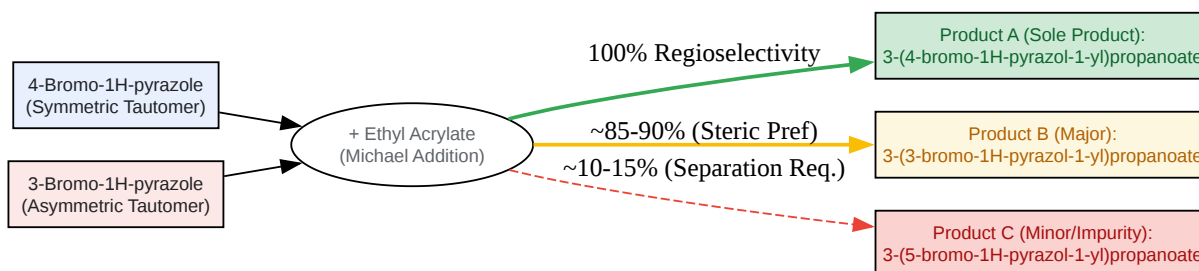 4-Bromo-1H-pyrazole
(Symmetric Tautomer)
3-Bromo-1H-pyrazole
(Asymmetric Tautomer)
+ Ethyl Acrylate
(Michael Addition)
100% Regioselectivity
~85-90% (Steric Pref)
~10-15% (Separation Req.)
Product A (Sole Product):
3-(4-bromo-1H-pyrazol-1-yl)propanoate
Product B (Major):
3-(3-bromo-1H-pyrazol-1-yl)propanoate
Product C (Minor/Impurity):
3-(5-bromo-1H-pyrazol-1-yl)propanoate